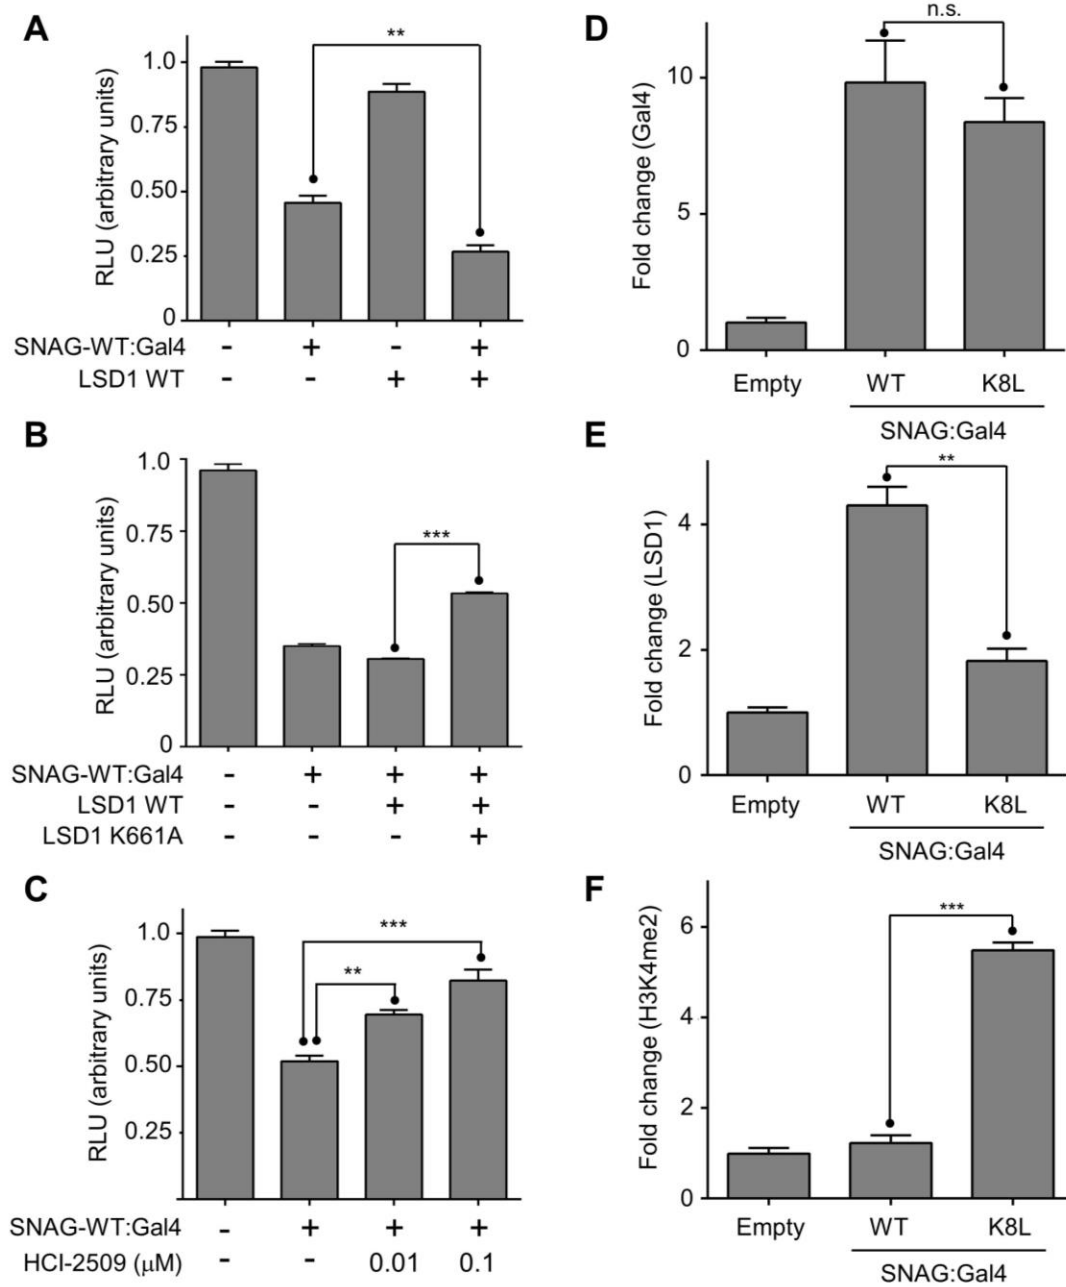 A
RLU (arbitrary units)
1.0
0.75
0.50
0.25
0
**
SNAG-WT:Gal4 - + - +
LSD1 WT - - + +
B
RLU (arbitrary units)
1.0
0.75
0.50
0.25
0
***
SNAG-WT:Gal4 - + + +
LSD1 WT - - + +
LSD1 K661A - - - +
C
RLU (arbitrary units)
1.0
0.75
0.50
0.25
***
**
SNAG-WT:Gal4 - + + +
HCI-2509 (μM) - - 0.01 0.1
D
Fold change (Gal4)
10
5
0
n.s.
Empty WT K8L
SNAG:Gal4
E
Fold change (LSD1)
4
2
0
**
Empty WT K8L
SNAG:Gal4
F
Fold change (H3K4me2)
6
4
2
0
***
Empty WT K8L
SNAG:Gal4